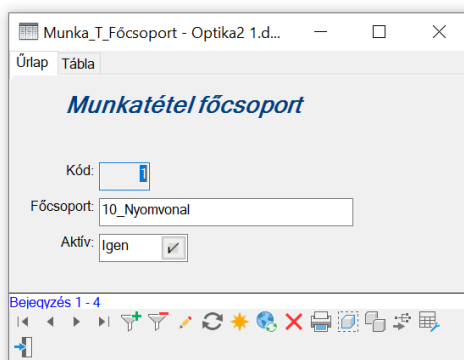 Munka_T_Főcsoport - Optika2 1.d...
Űrlap Tábla
Munkatétel főcsoport
Kód: 1
Főcsoport: 10_Nyomvonal
Aktív: Igen
Bejegyzés 1 - 4